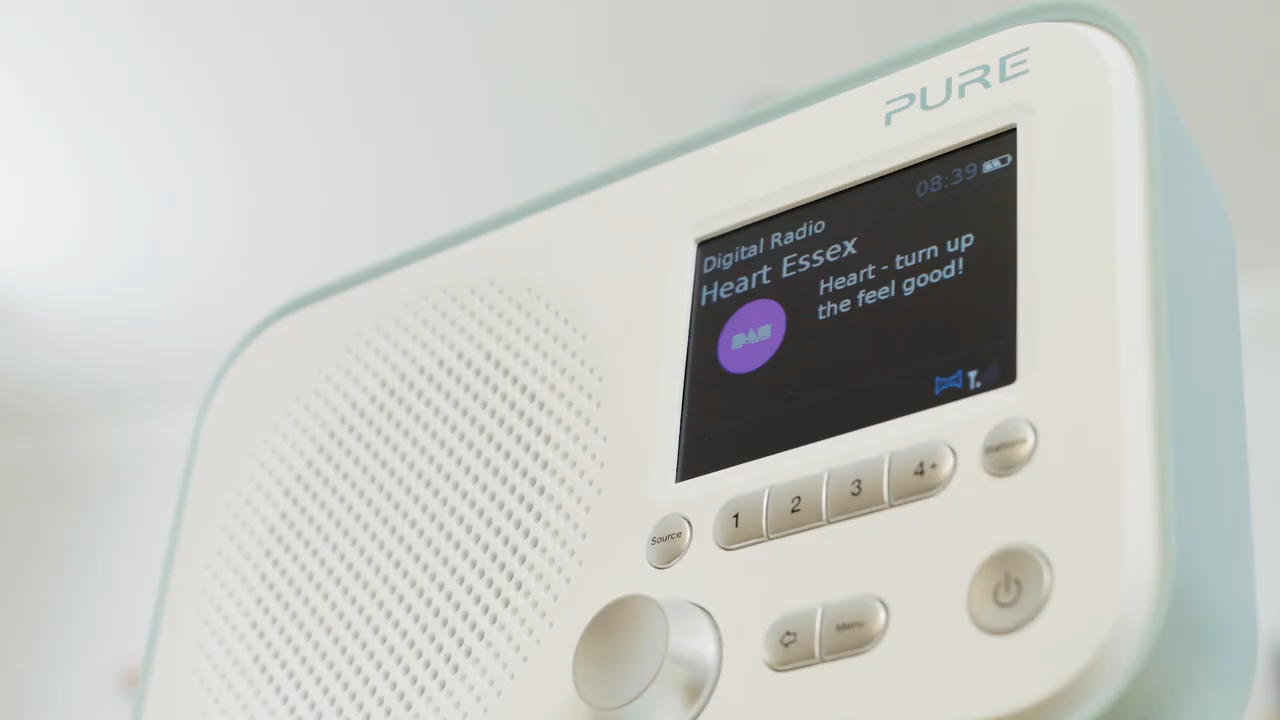 PURE
08:39
Digital Radio
Heart Essex
Heart - turn up
the feel good!
DAB
1 2 3 4+
Source
Menu